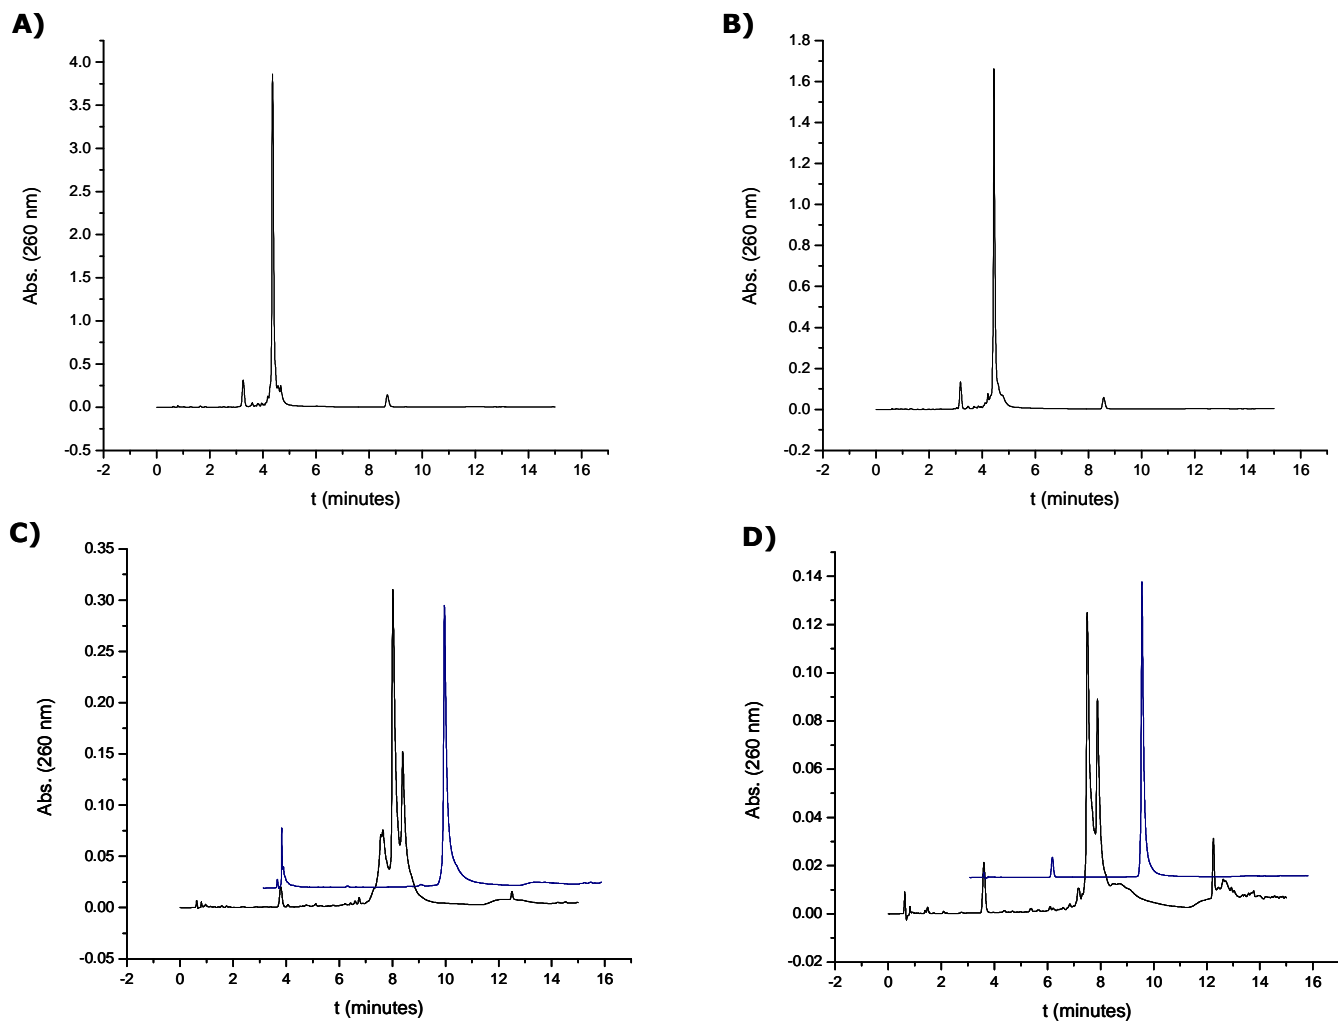 A)
4.0
3.5
3.0
2.5
2.0
1.5
1.0
0.5
0.0
-0.5
Abs. (260 nm)
-2 0 2 4 6 8 10 12 14 16
t (minutes)
B)
1.8
1.6
1.4
1.2
1.0
0.8
0.6
0.4
0.2
0.0
-0.2
Abs. (260 nm)
-2 0 2 4 6 8 10 12 14 16
t (minutes)
C)
0.35
0.30
0.25
0.20
0.15
0.10
0.05
0.00
-0.05
Abs. (260 nm)
-2 0 2 4 6 8 10 12 14 16
t (minutes)
D)
0.14
0.12
0.10
0.08
0.06
0.04
0.02
0.00
-0.02
Abs. (260 nm)
-2 0 2 4 6 8 10 12 14 16
t (minutes)